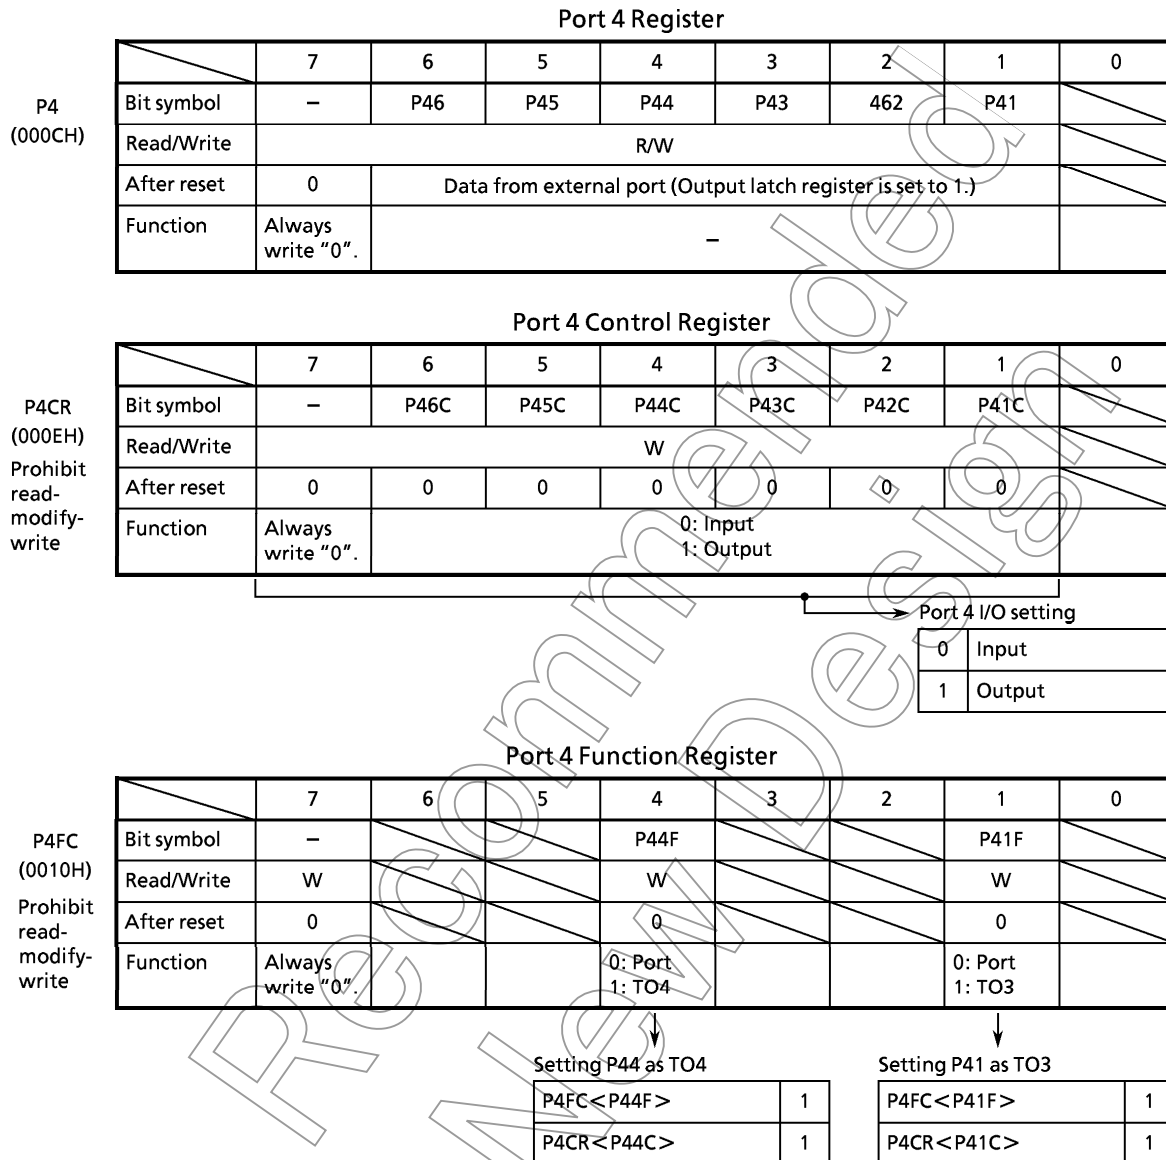 Port 4 Register
7 6 5 4 3 2 1 0
P4
(000CH)
Bit symbol – P46 P45 P44 P43 462 P41
Read/Write R/W
After reset 0 Data from external port (Output latch register is set to 1.)
Function Always
write “0”.
–
Port 4 Control Register
7 6 5 4 3 2 1 0
P4CR
(000EH)
Prohibit
read-
modify-
write
Bit symbol – P46C P45C P44C P43C P42C P41C
Read/Write W
After reset 0 0 0 0 0 0 0
Function Always
write “0”.
0: Input
1: Output
Port 4 I/O setting
0 Input
1 Output
Port 4 Function Register
7 6 5 4 3 2 1 0
P4FC
(0010H)
Prohibit
read-
modify-
write
Bit symbol – P44F P41F
Read/Write W W W
After reset 0 0 0
Function Always
write “0”.
0: Port
1: TO4
0: Port
1: TO3
Setting P44 as TO4
P4FC<P44F> 1
P4CR<P44C> 1
Setting P41 as TO3
P4FC<P41F> 1
P4CR<P41C> 1
Recommended
New Design